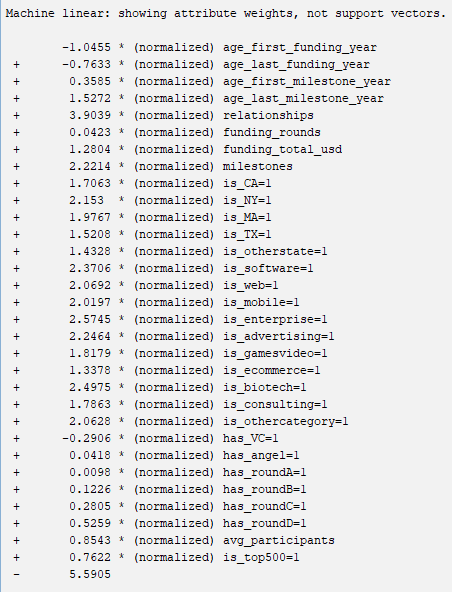 Machine linear: showing attribute weights, not support vectors.
-1.0455 * (normalized) age_first_funding_year
+ -0.7633 * (normalized) age_last_funding_year
+ 0.3585 * (normalized) age_first_milestone_year
+ 1.5272 * (normalized) age_last_milestone_year
+ 3.9039 * (normalized) relationships
+ 0.0423 * (normalized) funding_rounds
+ 1.2804 * (normalized) funding_total_usd
+ 2.2214 * (normalized) milestones
+ 1.7063 * (normalized) is_CA=1
+ 2.153 * (normalized) is_NY=1
+ 1.9767 * (normalized) is_MA=1
+ 1.5208 * (normalized) is_TX=1
+ 1.4328 * (normalized) is_otherstate=1
+ 2.3706 * (normalized) is_software=1
+ 2.0692 * (normalized) is_web=1
+ 2.0197 * (normalized) is_mobile=1
+ 2.5745 * (normalized) is_enterprise=1
+ 2.2464 * (normalized) is_advertising=1
+ 1.8179 * (normalized) is_gamesvideo=1
+ 1.3378 * (normalized) is_ecommerce=1
+ 2.4975 * (normalized) is_biotech=1
+ 1.7863 * (normalized) is_consulting=1
+ 2.0628 * (normalized) is_othercategory=1
+ -0.2906 * (normalized) has_VC=1
+ 0.0418 * (normalized) has_angel=1
+ 0.0098 * (normalized) has_roundA=1
+ 0.1226 * (normalized) has_roundB=1
+ 0.2805 * (normalized) has_roundC=1
+ 0.5259 * (normalized) has_roundD=1
+ 0.8543 * (normalized) avg_participants
+ 0.7622 * (normalized) is_top500=1
- 5.5905